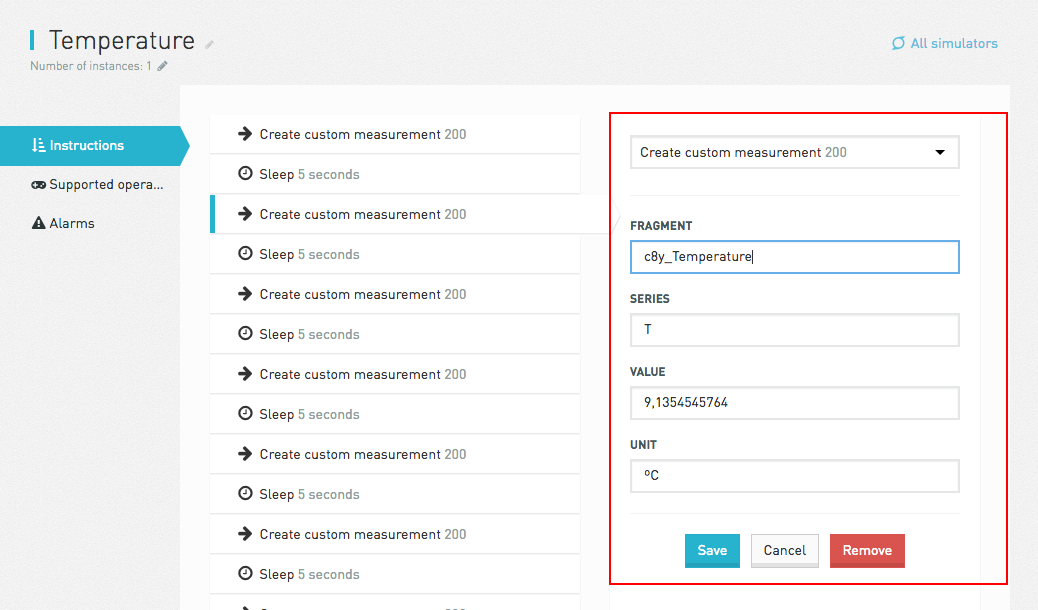 Temperature
Number of instances: 1
All simulators
Instructions
Supported opera...
Alarms
Create custom measurement 200
Sleep 5 seconds
Create custom measurement 200
Sleep 5 seconds
Create custom measurement 200
Sleep 5 seconds
Create custom measurement 200
Sleep 5 seconds
Create custom measurement 200
Sleep 5 seconds
Create custom measurement 200
Sleep 5 seconds
Create custom measurement 200
FRAGMENT
c8y_Temperature
SERIES
T
VALUE
9,1354545764
UNIT
ºC
Save
Cancel
Remove